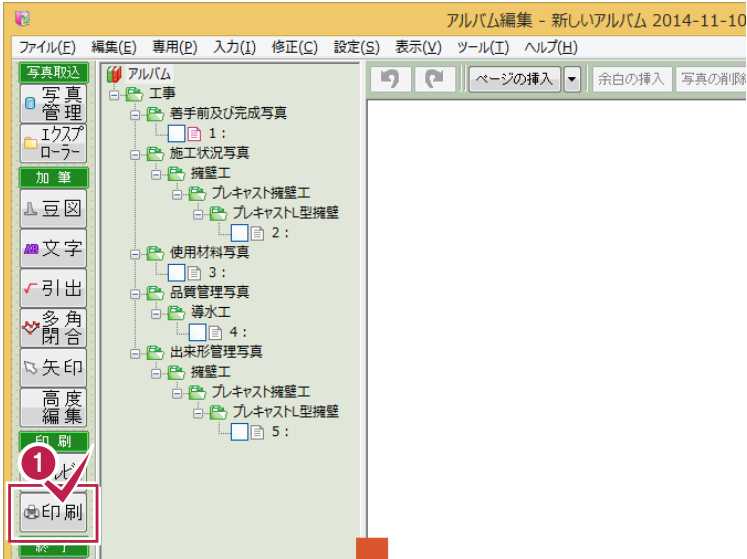 アルバム編集 - 新しいアルバム 2014-11-10
ファイル(F) 編集(E) 専用(P) 入力(I) 修正(C) 設定(S) 表示(V) ツール(T) ヘルプ(H)
写真取込
写真
管理
エクスプ
ローラー
加 筆
豆図
文字
引出
多角
閉合
矢印
高度
編集
印 刷
1
印刷
終 了
アルバム
工事
着手前及び完成写真
1 :
施工状況写真
擁壁工
プレキャスト擁壁工
プレキャストL型擁壁
2 :
使用材料写真
3 :
品質管理写真
導水工
4 :
出来形管理写真
擁壁工
プレキャスト擁壁工
プレキャストL型擁壁
5 :
ページの挿入 余白の挿入 写真の削除